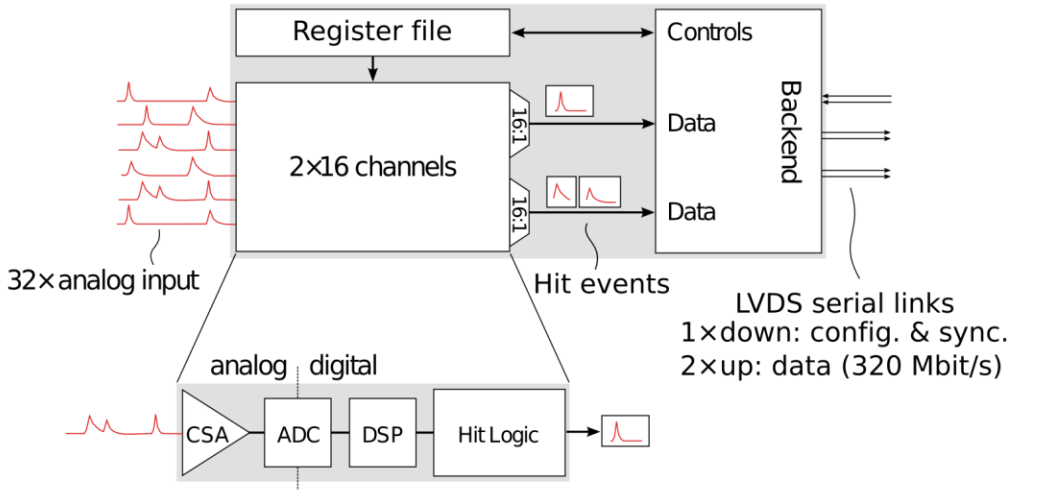 Register file
Controls
16:1
Data
Backend
2×16 channels
16:1
Data
32×analog input
Hit events
LVDS serial links
1×down: config. & sync.
2×up: data (320 Mbit/s)
analog digital
CSA
ADC
DSP
Hit Logic